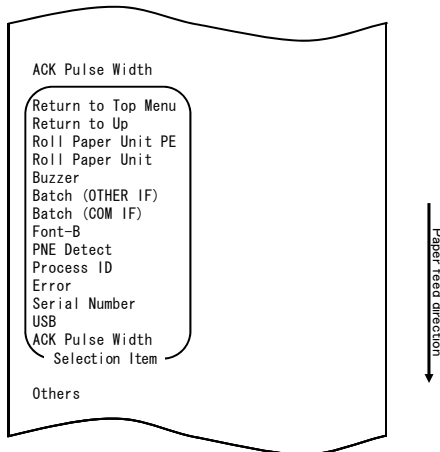 ACK Pulse Width
Return to Top Menu
Return to Up
Roll Paper Unit PE
Roll Paper Unit
Buzzer
Batch (OTHER IF)
Batch (COM IF)
Font-B
PNE Detect
Process ID
Error
Serial Number
USB
ACK Pulse Width
Selection Item
Others
Paper feed direction